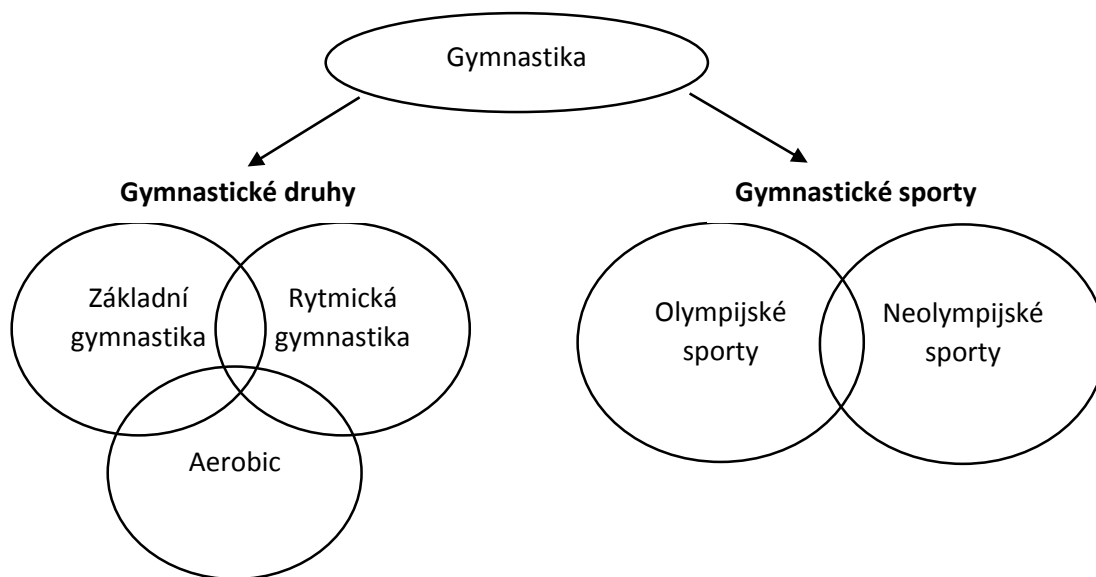 Gymnastika
Gymnastické druhy
Gymnastické sporty
Základní
gymnastika
Rytmická
gymnastika
Aerobic
Olympijské
sporty
Neolympijské
sporty